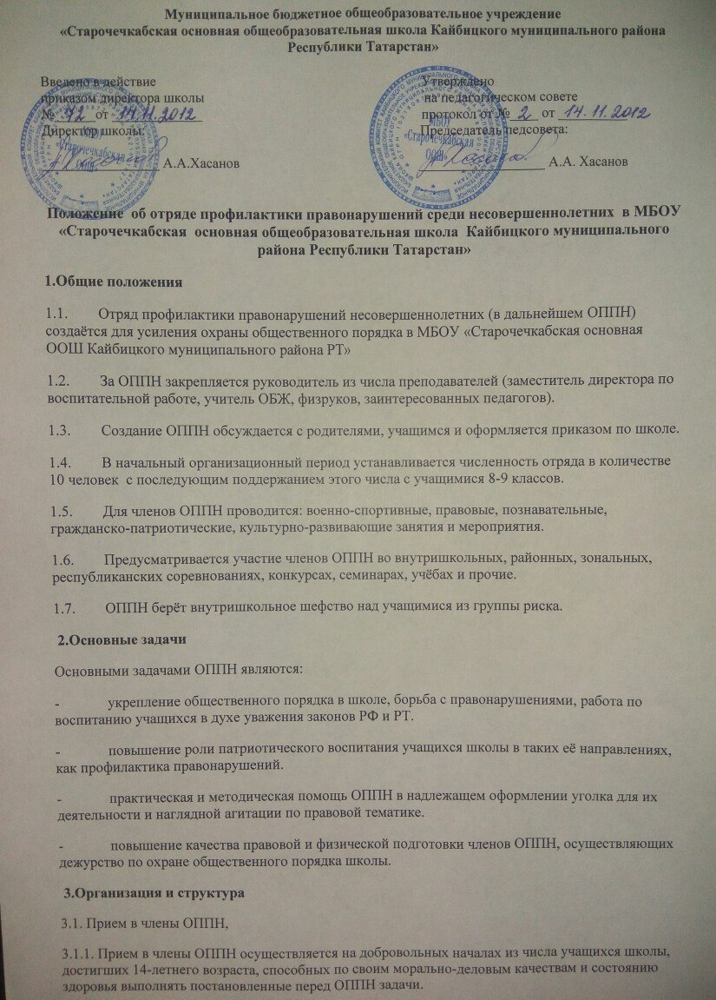 Муниципальное бюджетное общеобразовательное учреждение
«Старочечкабская основная общеобразовательная школа Кайбицкого муниципального района
Республики Татарстан»
Введено в действие
приказом директора школы
№ 72 от 14.11.2012
Директор школы:
А.А.Хасанов
Утверждено
на педагогическом совете
протокол от № 2 от 14.11.2012
Председатель педсовета:
А.А. Хасанов
МБОУ
«Старочечкабская
ООШ»
МБОУ
«Старочечкабская
ООШ»
Положение об отряде профилактики правонарушений среди несовершеннолетних в МБОУ
«Старочечкабская основная общеобразовательная школа Кайбицкого муниципального
района Республики Татарстан»
1.Общие положения
1.1. Отряд профилактики правонарушений несовершеннолетних (в дальнейшем ОППН)
создаётся для усиления охраны общественного порядка в МБОУ «Старочечкабская основная
ООШ Кайбицкого муниципального района РТ»
1.2. За ОППН закрепляется руководитель из числа преподавателей (заместитель директора по
воспитательной работе, учитель ОБЖ, физруков, заинтересованных педагогов).
1.3. Создание ОППН обсуждается с родителями, учащимся и оформляется приказом по школе.
1.4. В начальный организационный период устанавливается численность отряда в количестве
10 человек с последующим поддержанием этого числа с учащимися 8-9 классов.
1.5. Для членов ОППН проводится: военно-спортивные, правовые, познавательные,
гражданско-патриотические, культурно-развивающие занятия и мероприятия.
1.6. Предусматривается участие членов ОППН во внутришкольных, районных, зональных,
республиканских соревнованиях, конкурсах, семинарах, учёбах и прочие.
1.7. ОППН берёт внутришкольное шефство над учащимися из группы риска.
2.Основные задачи
Основными задачами ОППН являются:
- укрепление общественного порядка в школе, борьба с правонарушениями, работа по
воспитанию учащихся в духе уважения законов РФ и РТ.
- повышение роли патриотического воспитания учащихся школы в таких её направлениях,
как профилактика правонарушений.
- практическая и методическая помощь ОППН в надлежащем оформлении уголка для их
деятельности и наглядной агитации по правовой тематике.
- повышение качества правовой и физической подготовки членов ОППН, осуществляющих
дежурство по охране общественного порядка школы.
3.Организация и структура
3.1. Прием в члены ОППН,
3.1.1. Прием в члены ОППН осуществляется на добровольных началах из числа учащихся школы,
достигших 14-летнего возраста, способных по своим морально-деловым качествам и состоянию
здоровья выполнять поставленные перед ОППН задачи.